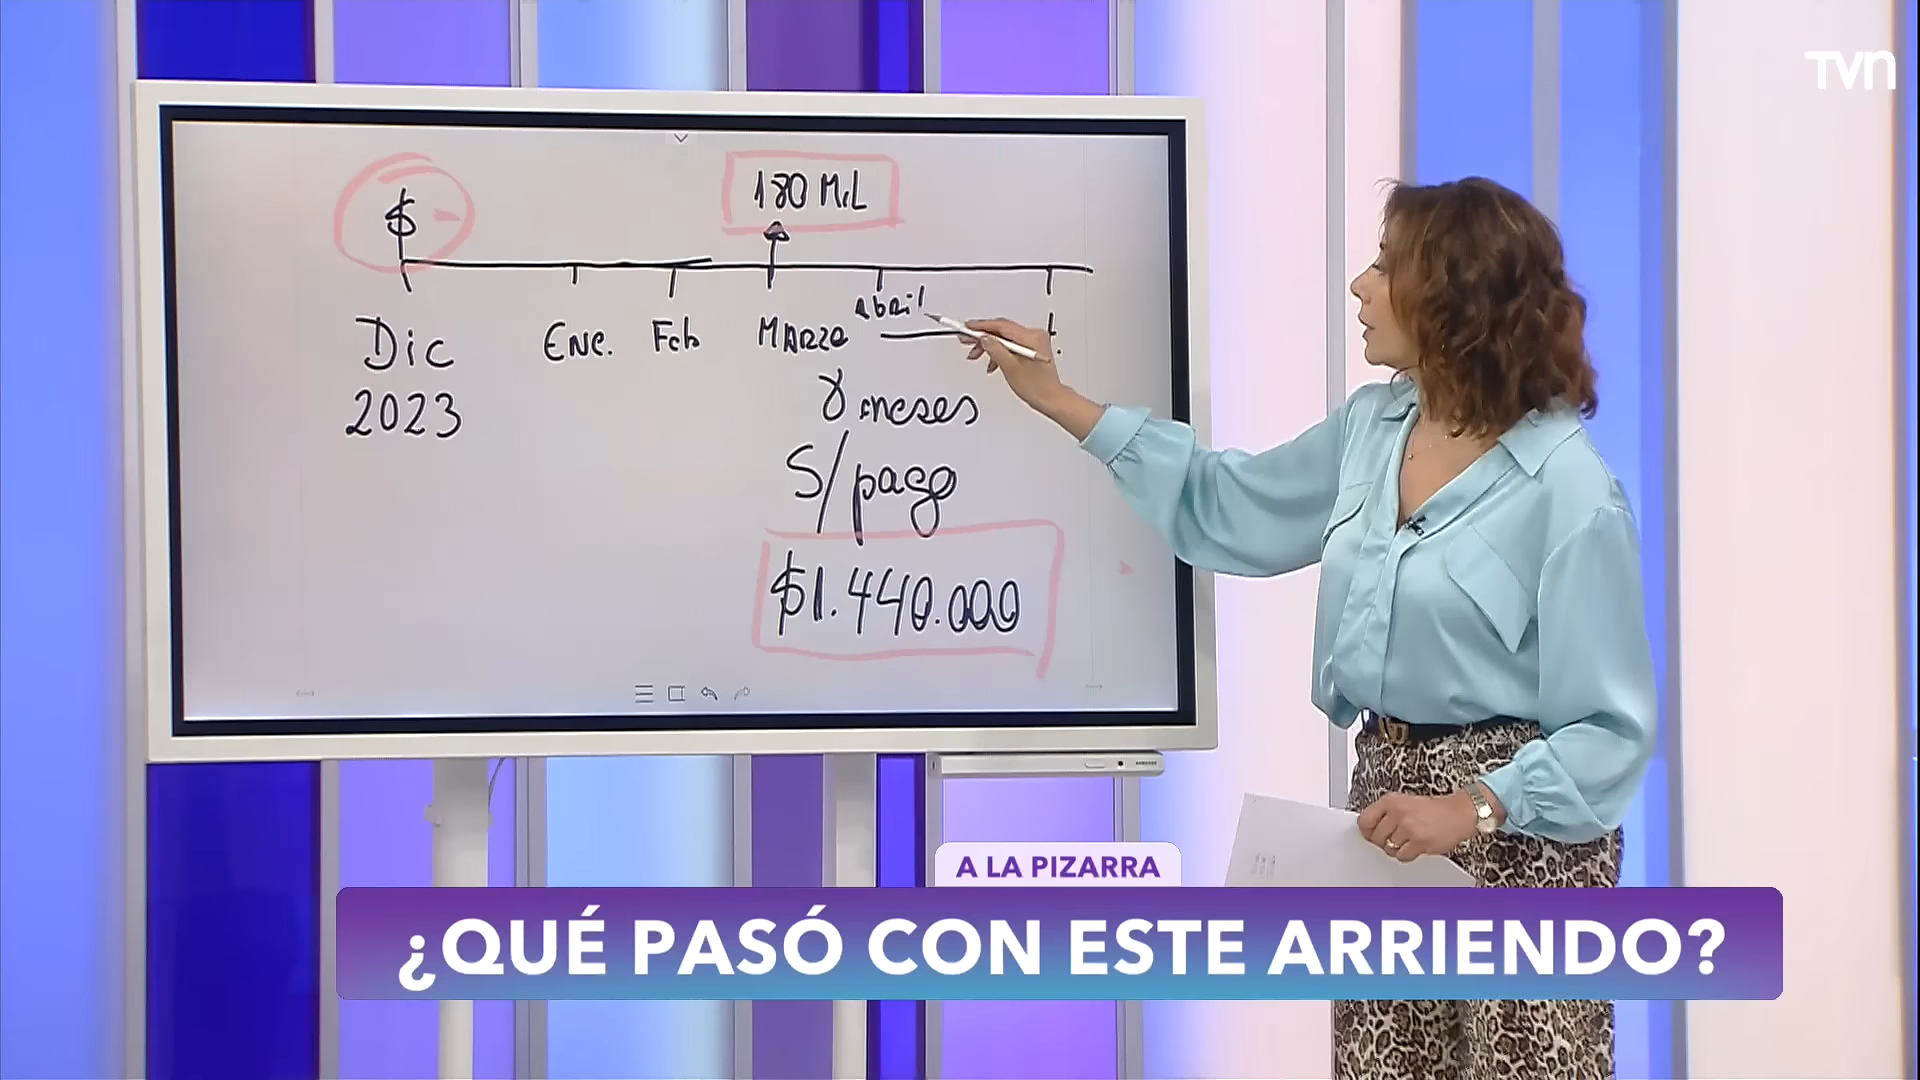 TVN
$
180 MiL
Dic
2023
Ene.
Feb
MARZO
Abril
8 meses
S/pago
$1.440.000
SAMSUNG
A LA PIZARRA
¿QUÉ PASÓ CON ESTE ARRIENDO?